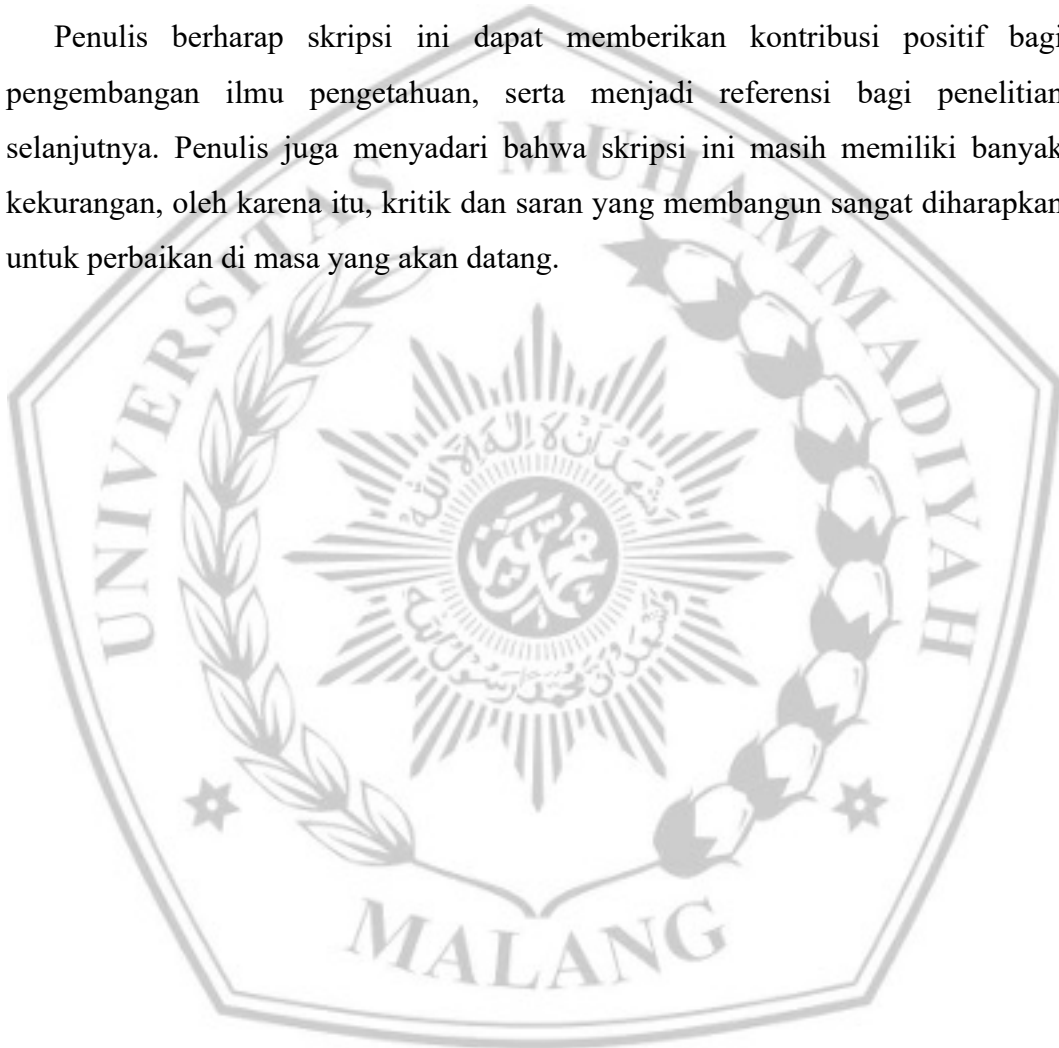 Penulis berharap skripsi ini dapat memberikan kontribusi positif bagi
pengembangan ilmu pengetahuan, serta menjadi referensi bagi penelitian
selanjutnya. Penulis juga menyadari bahwa skripsi ini masih memiliki banyak
kekurangan, oleh karena itu, kritik dan saran yang membangun sangat diharapkan
untuk perbaikan di masa yang akan datang.
UNIVERSITAS MUHAMMADIYAH
MALANG